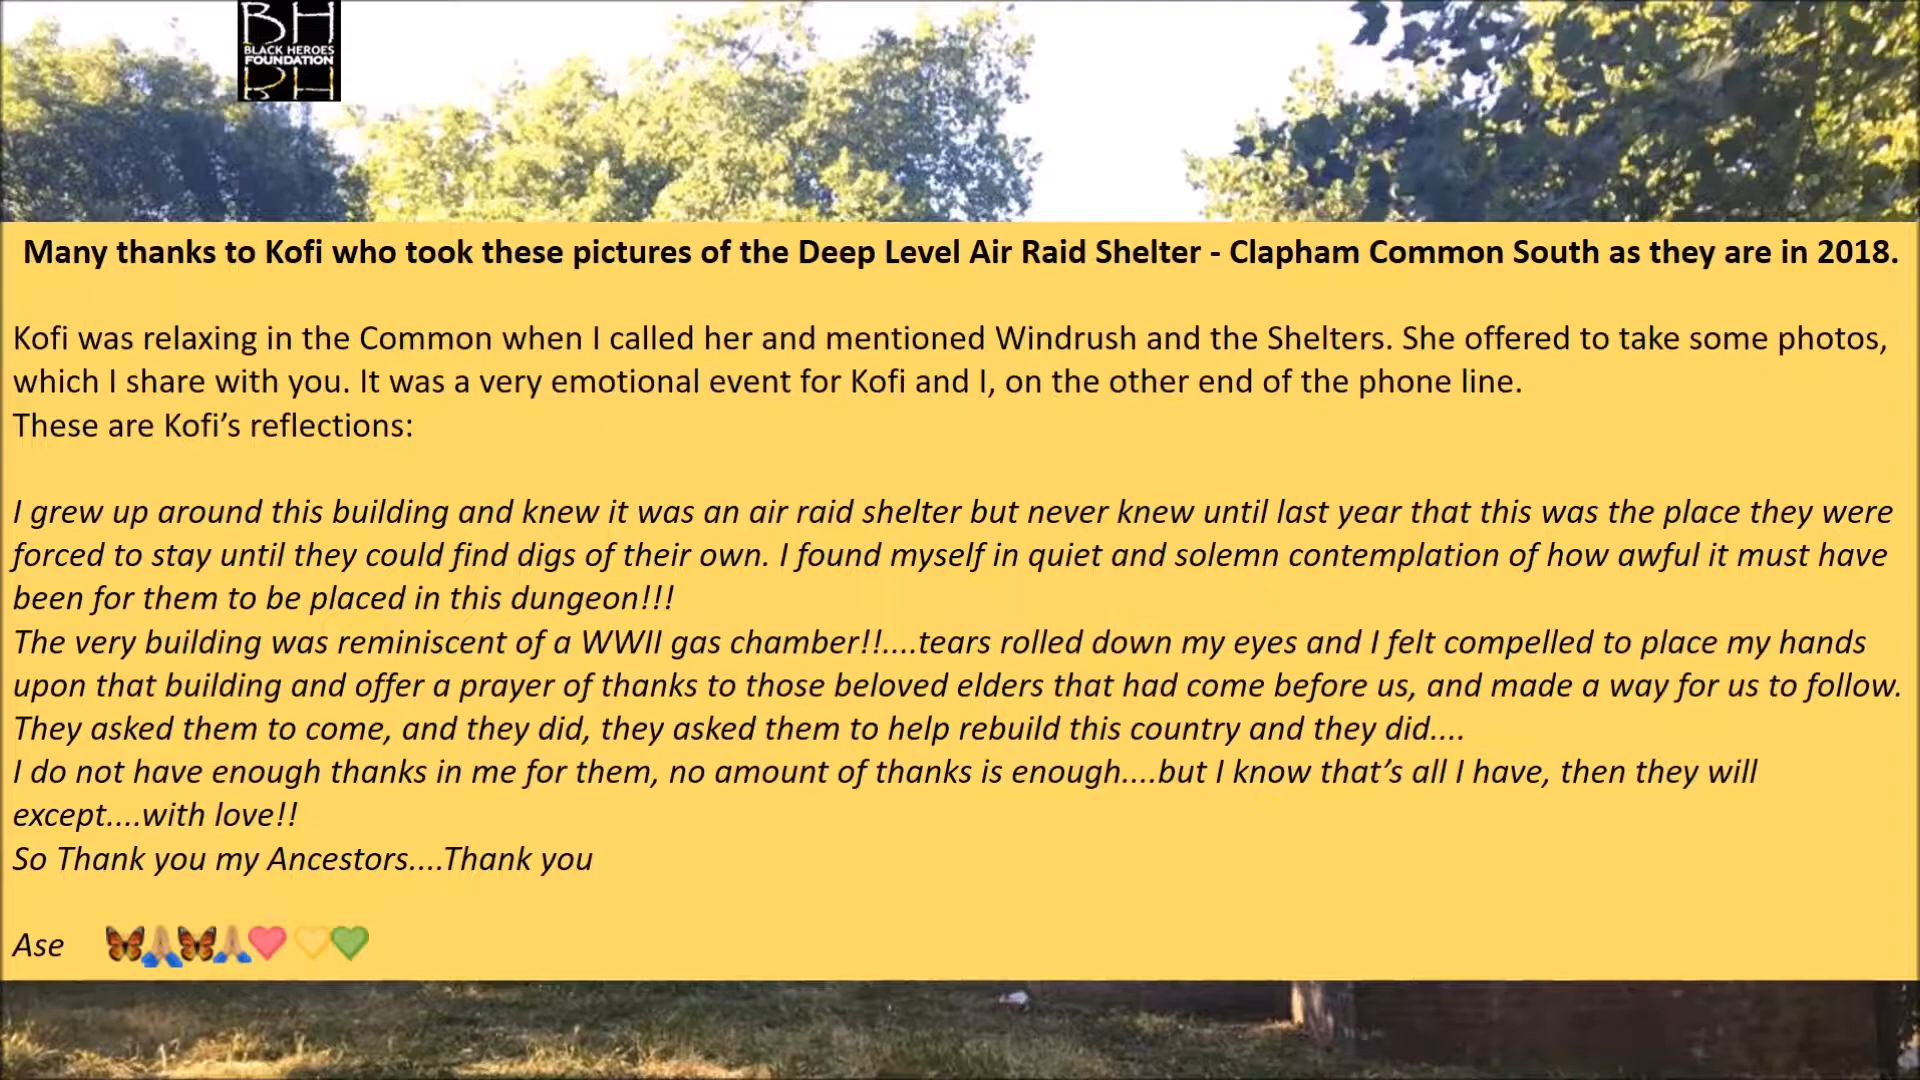 BH
BLACK HEROES
FOUNDATION
BH
Many thanks to Kofi who took these pictures of the Deep Level Air Raid Shelter - Clapham Common South as they are in 2018.
Kofi was relaxing in the Common when I called her and mentioned Windrush and the Shelters. She offered to take some photos,
which I share with you. It was a very emotional event for Kofi and I, on the other end of the phone line.
These are Kofi’s reflections:
I grew up around this building and knew it was an air raid shelter but never knew until last year that this was the place they were
forced to stay until they could find digs of their own. I found myself in quiet and solemn contemplation of how awful it must have
been for them to be placed in this dungeon!!!
The very building was reminiscent of a WWII gas chamber!!....tears rolled down my eyes and I felt compelled to place my hands
upon that building and offer a prayer of thanks to those beloved elders that had come before us, and made a way for us to follow.
They asked them to come, and they did, they asked them to help rebuild this country and they did....
I do not have enough thanks in me for them, no amount of thanks is enough....but I know that’s all I have, then they will
except....with love!!
So Thank you my Ancestors....Thank you
Ase 🦋🙏🏽🦋🙏🏽❤️💛💚